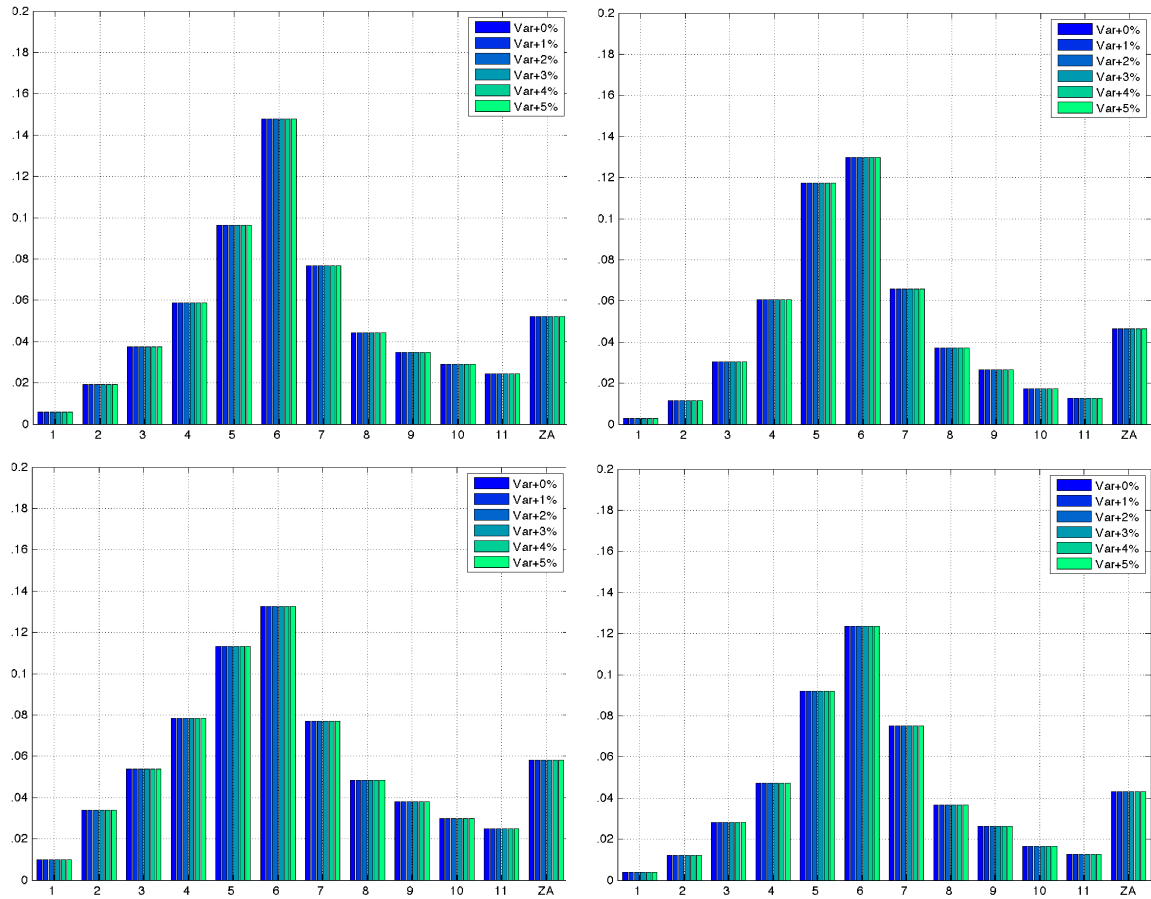 0.2
.18
.16
.14
.12
0.1
.08
.06
.04
.02
0
Var+0%
Var+1%
Var+2%
Var+3%
Var+4%
Var+5%
1 2 3 4 5 6 7 8 9 10 11 ZA
0.2
.18
.16
.14
.12
0.1
.08
.06
.04
.02
0
Var+0%
Var+1%
Var+2%
Var+3%
Var+4%
Var+5%
1 2 3 4 5 6 7 8 9 10 11 ZA
0.2
.18
.16
.14
.12
0.1
.08
.06
.04
.02
0
Var+0%
Var+1%
Var+2%
Var+3%
Var+4%
Var+5%
1 2 3 4 5 6 7 8 9 10 11 ZA
0.2
.18
.16
.14
.12
0.1
.08
.06
.04
.02
0
Var+0%
Var+1%
Var+2%
Var+3%
Var+4%
Var+5%
1 2 3 4 5 6 7 8 9 10 11 ZA